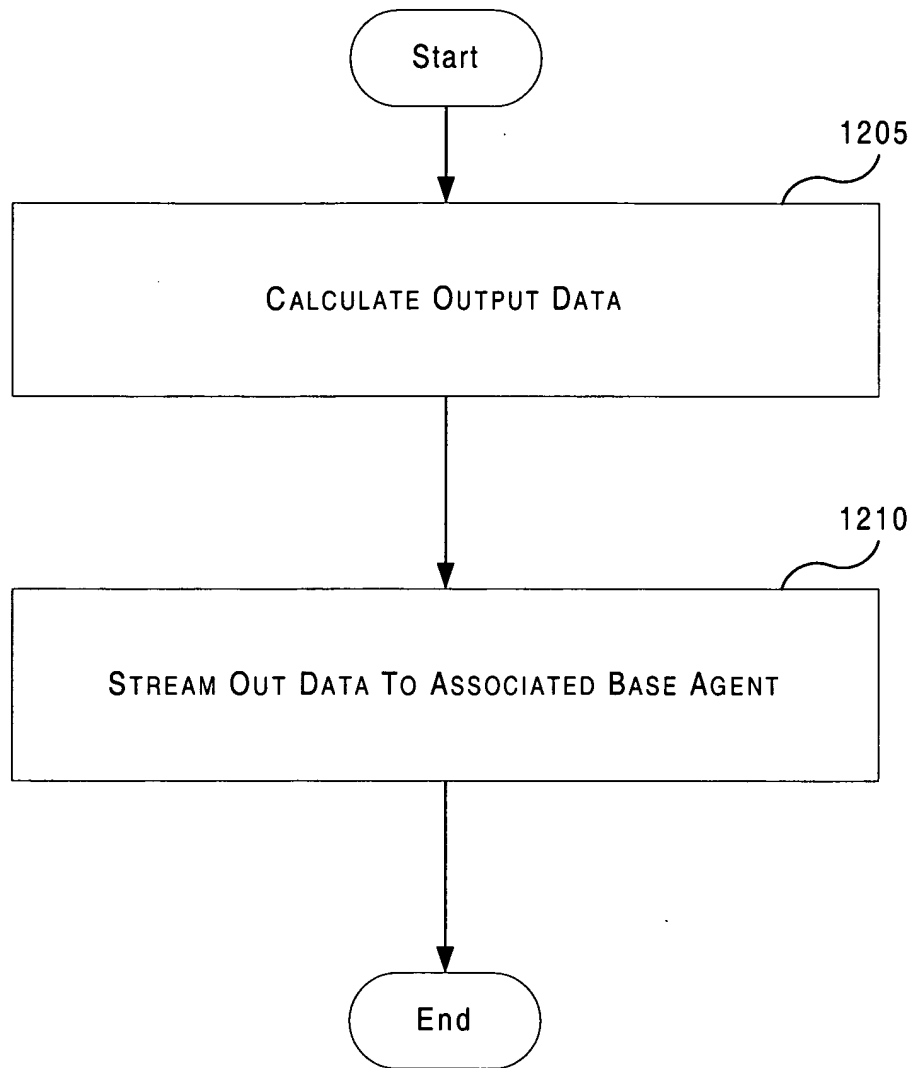 Start
1205
CALCULATE OUTPUT DATA
1210
STREAM OUT DATA TO ASSOCIATED BASE AGENT
End